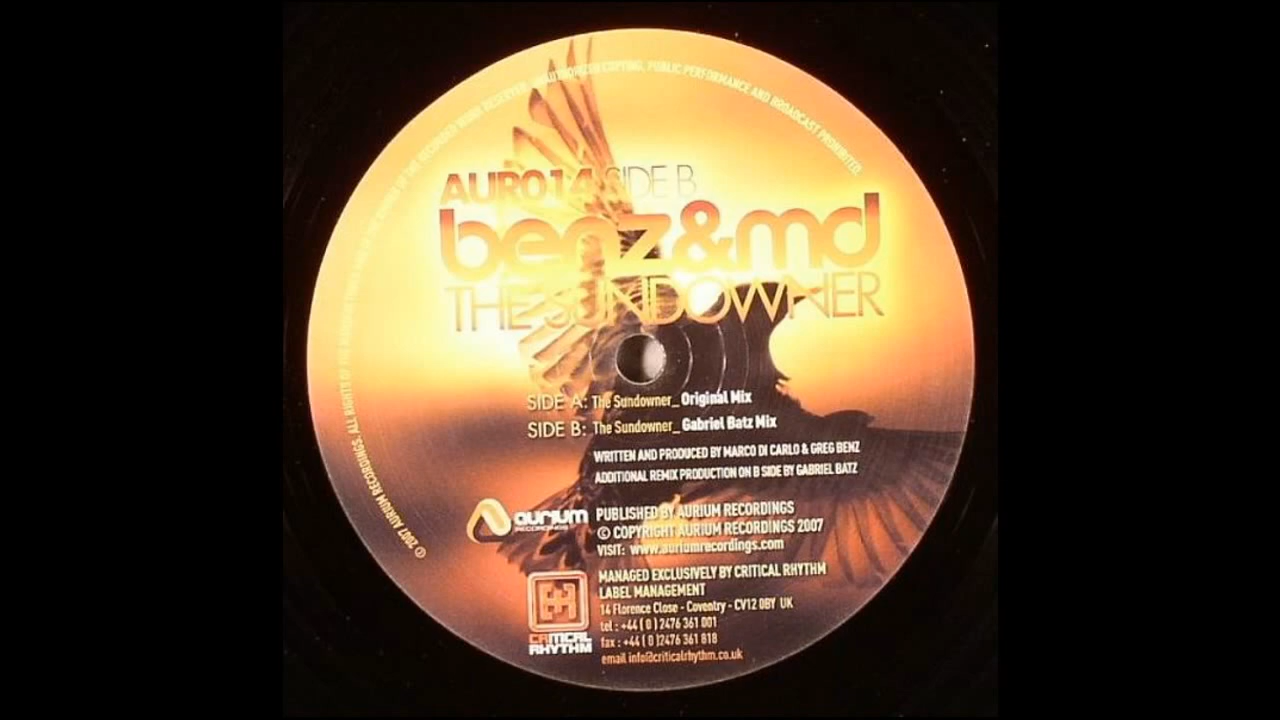 AUR014 SIDE B
benz&md
THE SUNDOWNER
SIDE A: The Sundowner_ Original Mix
SIDE B: The Sundowner_ Gabriel Batz Mix
WRITTEN AND PRODUCED BY MARCO DI CARLO & GREG BENZ
ADDITIONAL REMIX PRODUCTION ON B SIDE BY GABRIEL BATZ
aurium
RECORDINGS
PUBLISHED BY AURIUM RECORDINGS
© COPYRIGHT AURIUM RECORDINGS 2007
VISIT: www.auriumrecordings.com
CRITICAL
RHYTHM
MANAGED EXCLUSIVELY BY CRITICAL RHYTHM
LABEL MANAGEMENT
14 Florence Close - Coventry - CV12 0BY UK
tel : +44 ( 0 ) 2476 361 001
fax : +44 ( 0 )2476 361 818
email info@criticalrhythm.co.uk
© 2007 AURIUM RECORDINGS. ALL RIGHTS OF THE OF THE RECORDED WORK RESERVED. UNAUTHORIZED COPYING, PUBLIC PERFORMANCE AND BROADCAST PROHIBITED.